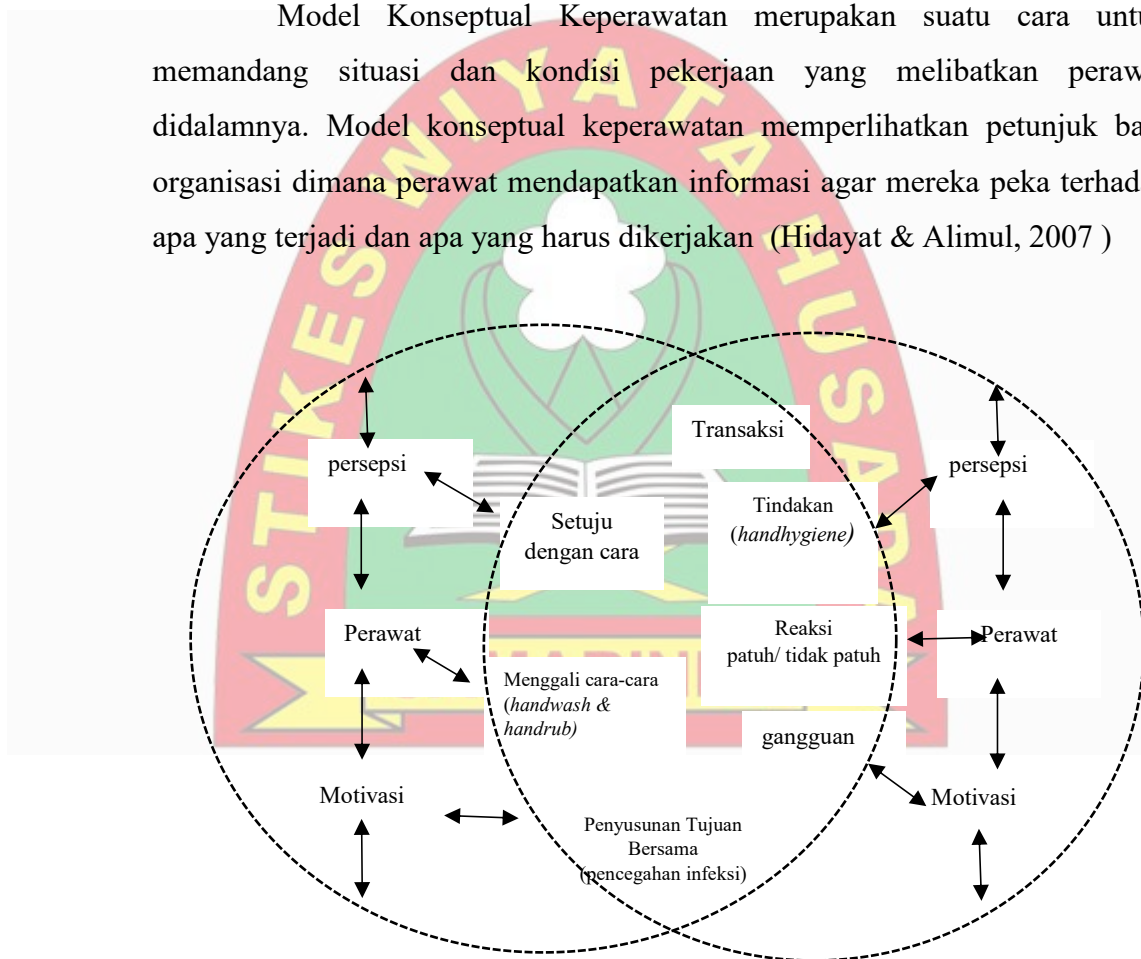 Model Konseptual Keperawatan merupakan suatu cara untu
memandang situasi dan kondisi pekerjaan yang melibatkan peraw
didalamnya. Model konseptual keperawatan memperlihatkan petunjuk ba
organisasi dimana perawat mendapatkan informasi agar mereka peka terhad
apa yang terjadi dan apa yang harus dikerjakan (Hidayat & Alimul, 2007 )
STIKES WIYATA HUSADA
Transaksi
persepsi
persepsi
Setuju
dengan cara
Tindakan
(handhygiene)
Perawat
Reaksi
patuh/ tidak patuh
Perawat
Menggali cara-cara
(handwash &
handrub)
gangguan
Motivasi
Motivasi
Penyusunan Tujuan
Bersama
(pencegahan infeksi)